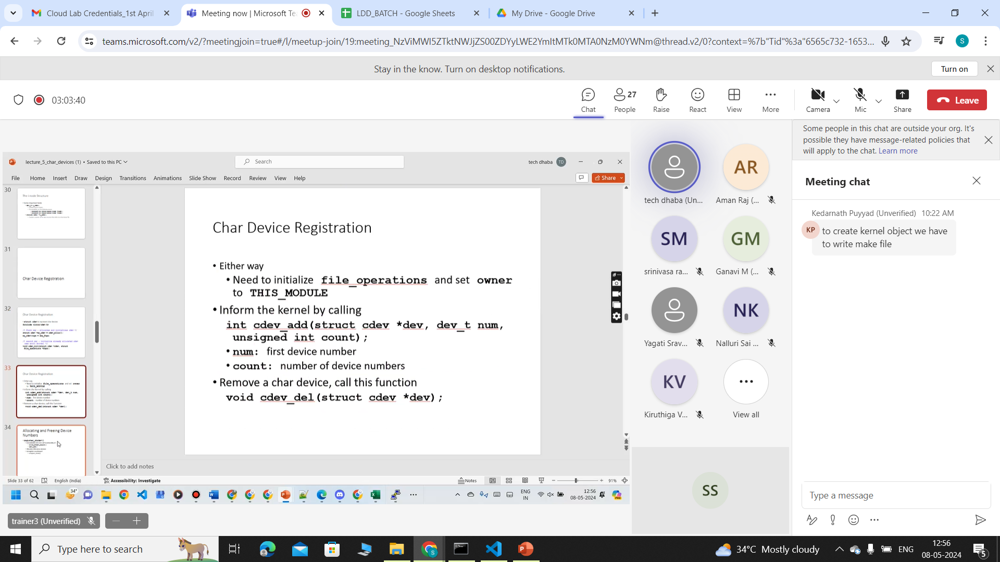 Cloud Lab Credentials_1st April
Meeting now | Microsoft Te
LDD_BATCH - Google Sheets
My Drive - Google Drive
teams.microsoft.com/v2/?meetingjoin=true#/l/meetup-join/19:meeting_NzViMWI5ZTktNWJjZS00ZDYyLWE2YmItMTk0MTA0NzM0YWNm@thread.v2/0?context=%7b"Tid"%3a"6565c732-1653...
S
Stay in the know. Turn on desktop notifications.
Turn on
03:03:40
Chat
27
People
Raise
React
View
More
Camera
Mic
Share
Leave
Some people in this chat are outside your org. It's
possible they have message-related policies that
will apply to the chat. Learn more
Meeting chat
Kedarnath Puyyad (Unverified) 10:22 AM
KP
to create kernel object we have
to write make file
Type a message
lecture_5_char_devices (1) • Saved to this PC
Search
tech dhaba
TD
File Home Insert Draw Design Transitions Animations Slide Show Record Review View Help
Share
30
The i-node Structure
31
Char Device Registration
32
Char Device Registration
33
Char Device Registration
34
Allocating and Freeing Device
Numbers
Char Device Registration
• Either way
• Need to initialize file_operations and set owner
to THIS_MODULE
• Inform the kernel by calling
int cdev_add(struct cdev *dev, dev_t num,
unsigned int count);
• num: first device number
• count: number of device numbers
• Remove a char device, call this function
void cdev_del(struct cdev *dev);
Click to add notes
Slide 33 of 62
English (India)
Accessibility: Investigate
Notes
91%
34°
ENG
IN
12:56
08-05-2024
tech dhaba (Un...
AR
Aman Raj (...
SM
srinivasa ra...
GM
Ganavi M (...
Yagati Srav...
NK
Nalluri Sai ...
KV
Kiruthiga V...
View all
SS
trainer3 (Unverified)
Type here to search
34°C Mostly cloudy
ENG
12:56
08-05-2024
5